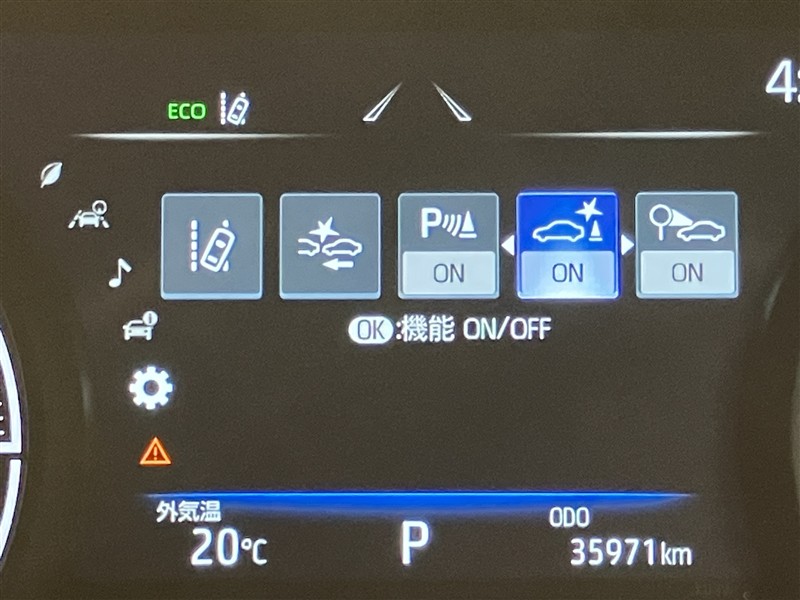 ECO
P ON ON ON
OK:機能 ON/OFF
外気温 P ODO
20℃ 35971km